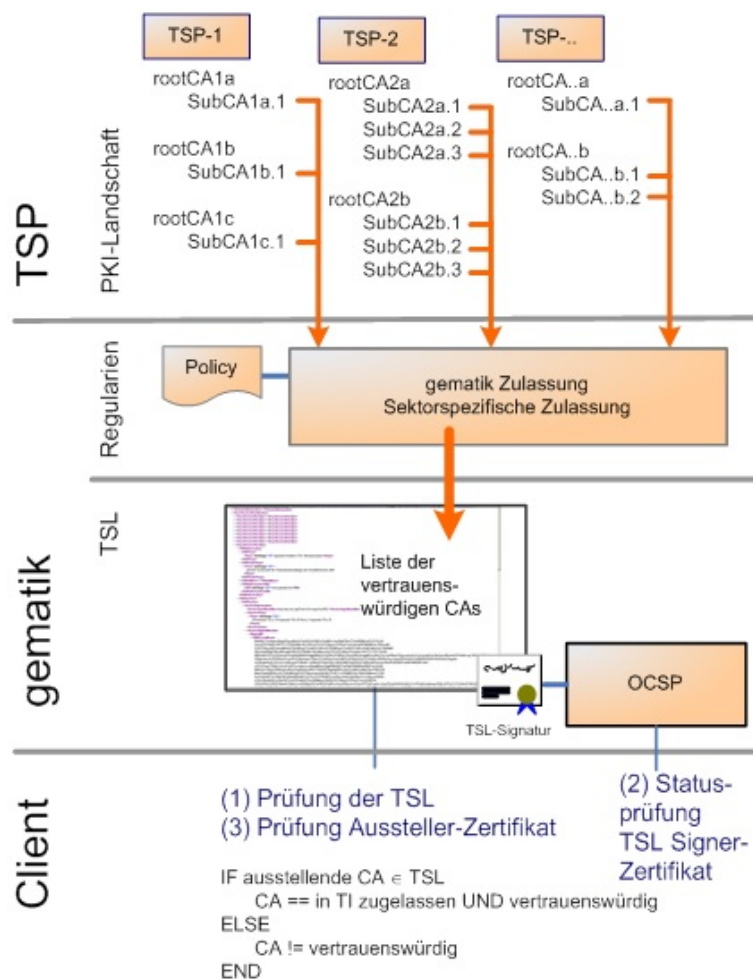 TSP
PKI-Landschaft
TSP-1
rootCA1a
SubCA1a.1
rootCA1b
SubCA1b.1
rootCA1c
SubCA1c.1
TSP-2
rootCA2a
SubCA2a.1
SubCA2a.2
SubCA2a.3
rootCA2b
SubCA2b.1
SubCA2b.2
SubCA2b.3
TSP-..
rootCA..a
SubCA..a.1
rootCA..b
SubCA..b.1
SubCA..b.2
Regularien
Policy
gematik Zulassung
Sektorspezifische Zulassung
gematik
TSL
Liste der
vertrauens-
würdigen CAs
TSL-Signatur
OCSP
Client
(1) Prüfung der TSL
(3) Prüfung Aussteller-Zertifikat
(2) Status-
prüfung
TSL Signer-
Zertifikat
IF ausstellende CA ∈ TSL
CA == in TI zugelassen UND vertrauenswürdig
ELSE
CA != vertrauenswürdig
END